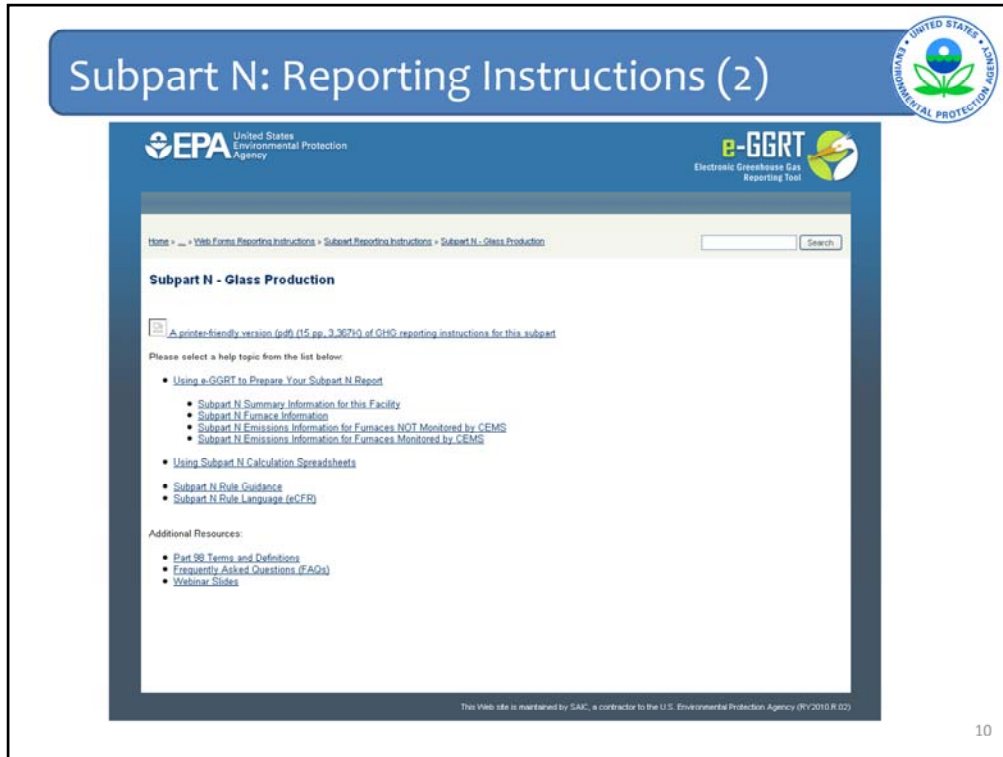 Subpart N: Reporting Instructions (2)
UNITED STATES
ENVIRONMENTAL PROTECTION AGENCY
EPA
United States
Environmental Protection
Agency
e-GGRT
Electronic Greenhouse Gas
Reporting Tool
Home » ... » Web Forms Reporting Instructions » Subpart Reporting Instructions » Subpart N - Glass Production
Search
Subpart N - Glass Production
A printer-friendly version (pdf) (15 pp, 3,367K) of GHG reporting instructions for this subpart
Please select a help topic from the list below:
• Using e-GGRT to Prepare Your Subpart N Report
• Subpart N Summary Information for this Facility
• Subpart N Furnace Information
• Subpart N Emissions Information for Furnaces NOT Monitored by CEMS
• Subpart N Emissions Information for Furnaces Monitored by CEMS
• Using Subpart N Calculation Spreadsheets
• Subpart N Rule Guidance
• Subpart N Rule Language (eCFR)
Additional Resources:
• Part 98 Terms and Definitions
• Frequently Asked Questions (FAQs)
• Webinar Slides
This Web site is maintained by SAIC, a contractor to the U.S. Environmental Protection Agency (RY2010.R.02)
10